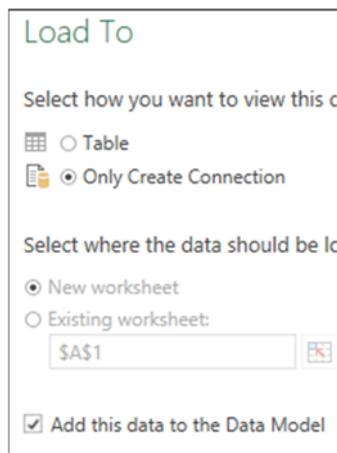 Load To
Select how you want to view this
Table
Only Create Connection
Select where the data should be
New worksheet
Existing worksheet:
$A$1
Add this data to the Data Model